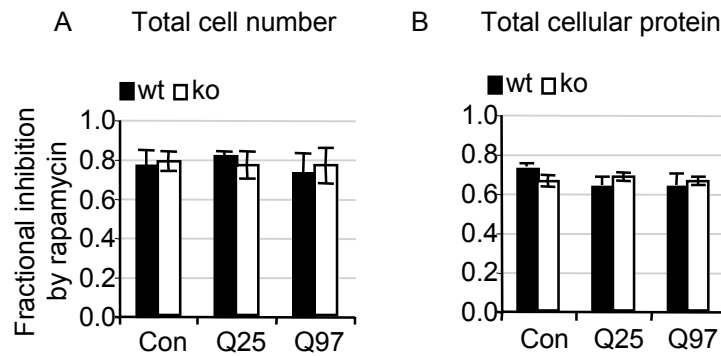 A Total cell number
wt ko
Fractional inhibition
by rapamycin
1.0
0.8
0.6
0.4
0.2
0.0
Con Q25 Q97
B Total cellular protein
wt ko
1.0
0.8
0.6
0.4
0.2
0.0
Con Q25 Q97